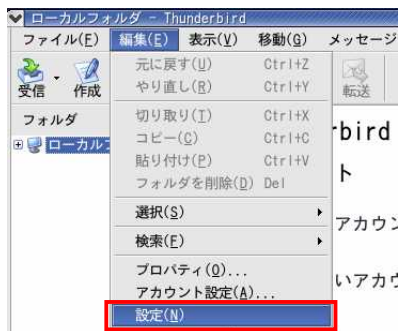 ローカルフォルダ - Thunderbird
ファイル(F) 編集(E) 表示(V) 移動(G) メッセージ
受信 作成 転送
元に戻す(U) Ctrl+Z
やり直し(R) Ctrl+Y
切り取り(T) Ctrl+X
コピー(C) Ctrl+C
貼り付け(P) Ctrl+V
フォルダを削除(D) Del
選択(S)
検索(F)
プロパティ(O)...
アカウント設定(A)...
設定(N)
フォルダ
ローカル
rbird
ト
アカウン
いアカウ